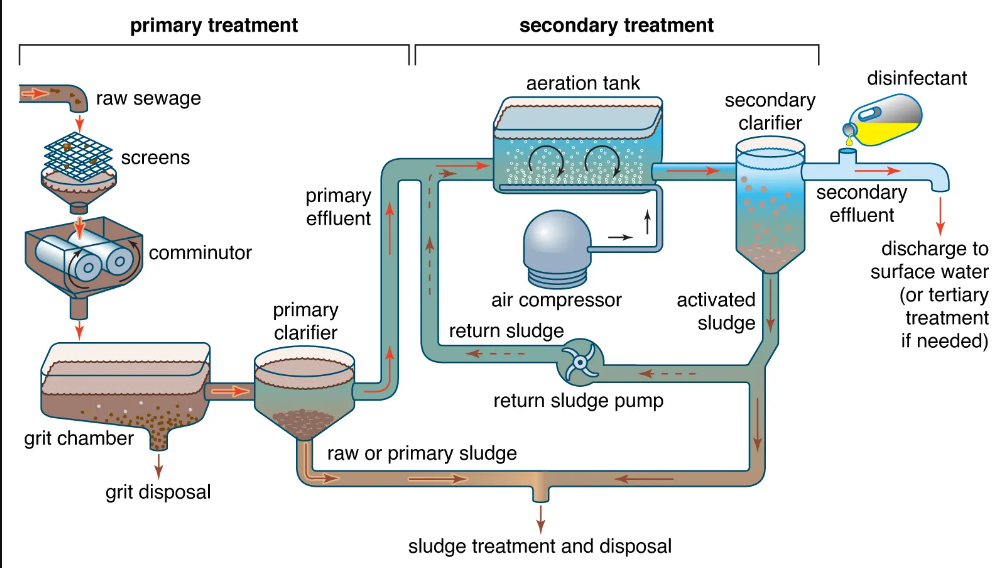 primary treatment
secondary treatment
raw sewage
screens
comminutor
grit chamber
grit disposal
primary
clarifier
primary
effluent
raw or primary sludge
aeration tank
air compressor
return sludge
return sludge pump
secondary
clarifier
activated
sludge
disinfectant
secondary
effluent
discharge to
surface water
(or tertiary
treatment
if needed)
sludge treatment and disposal